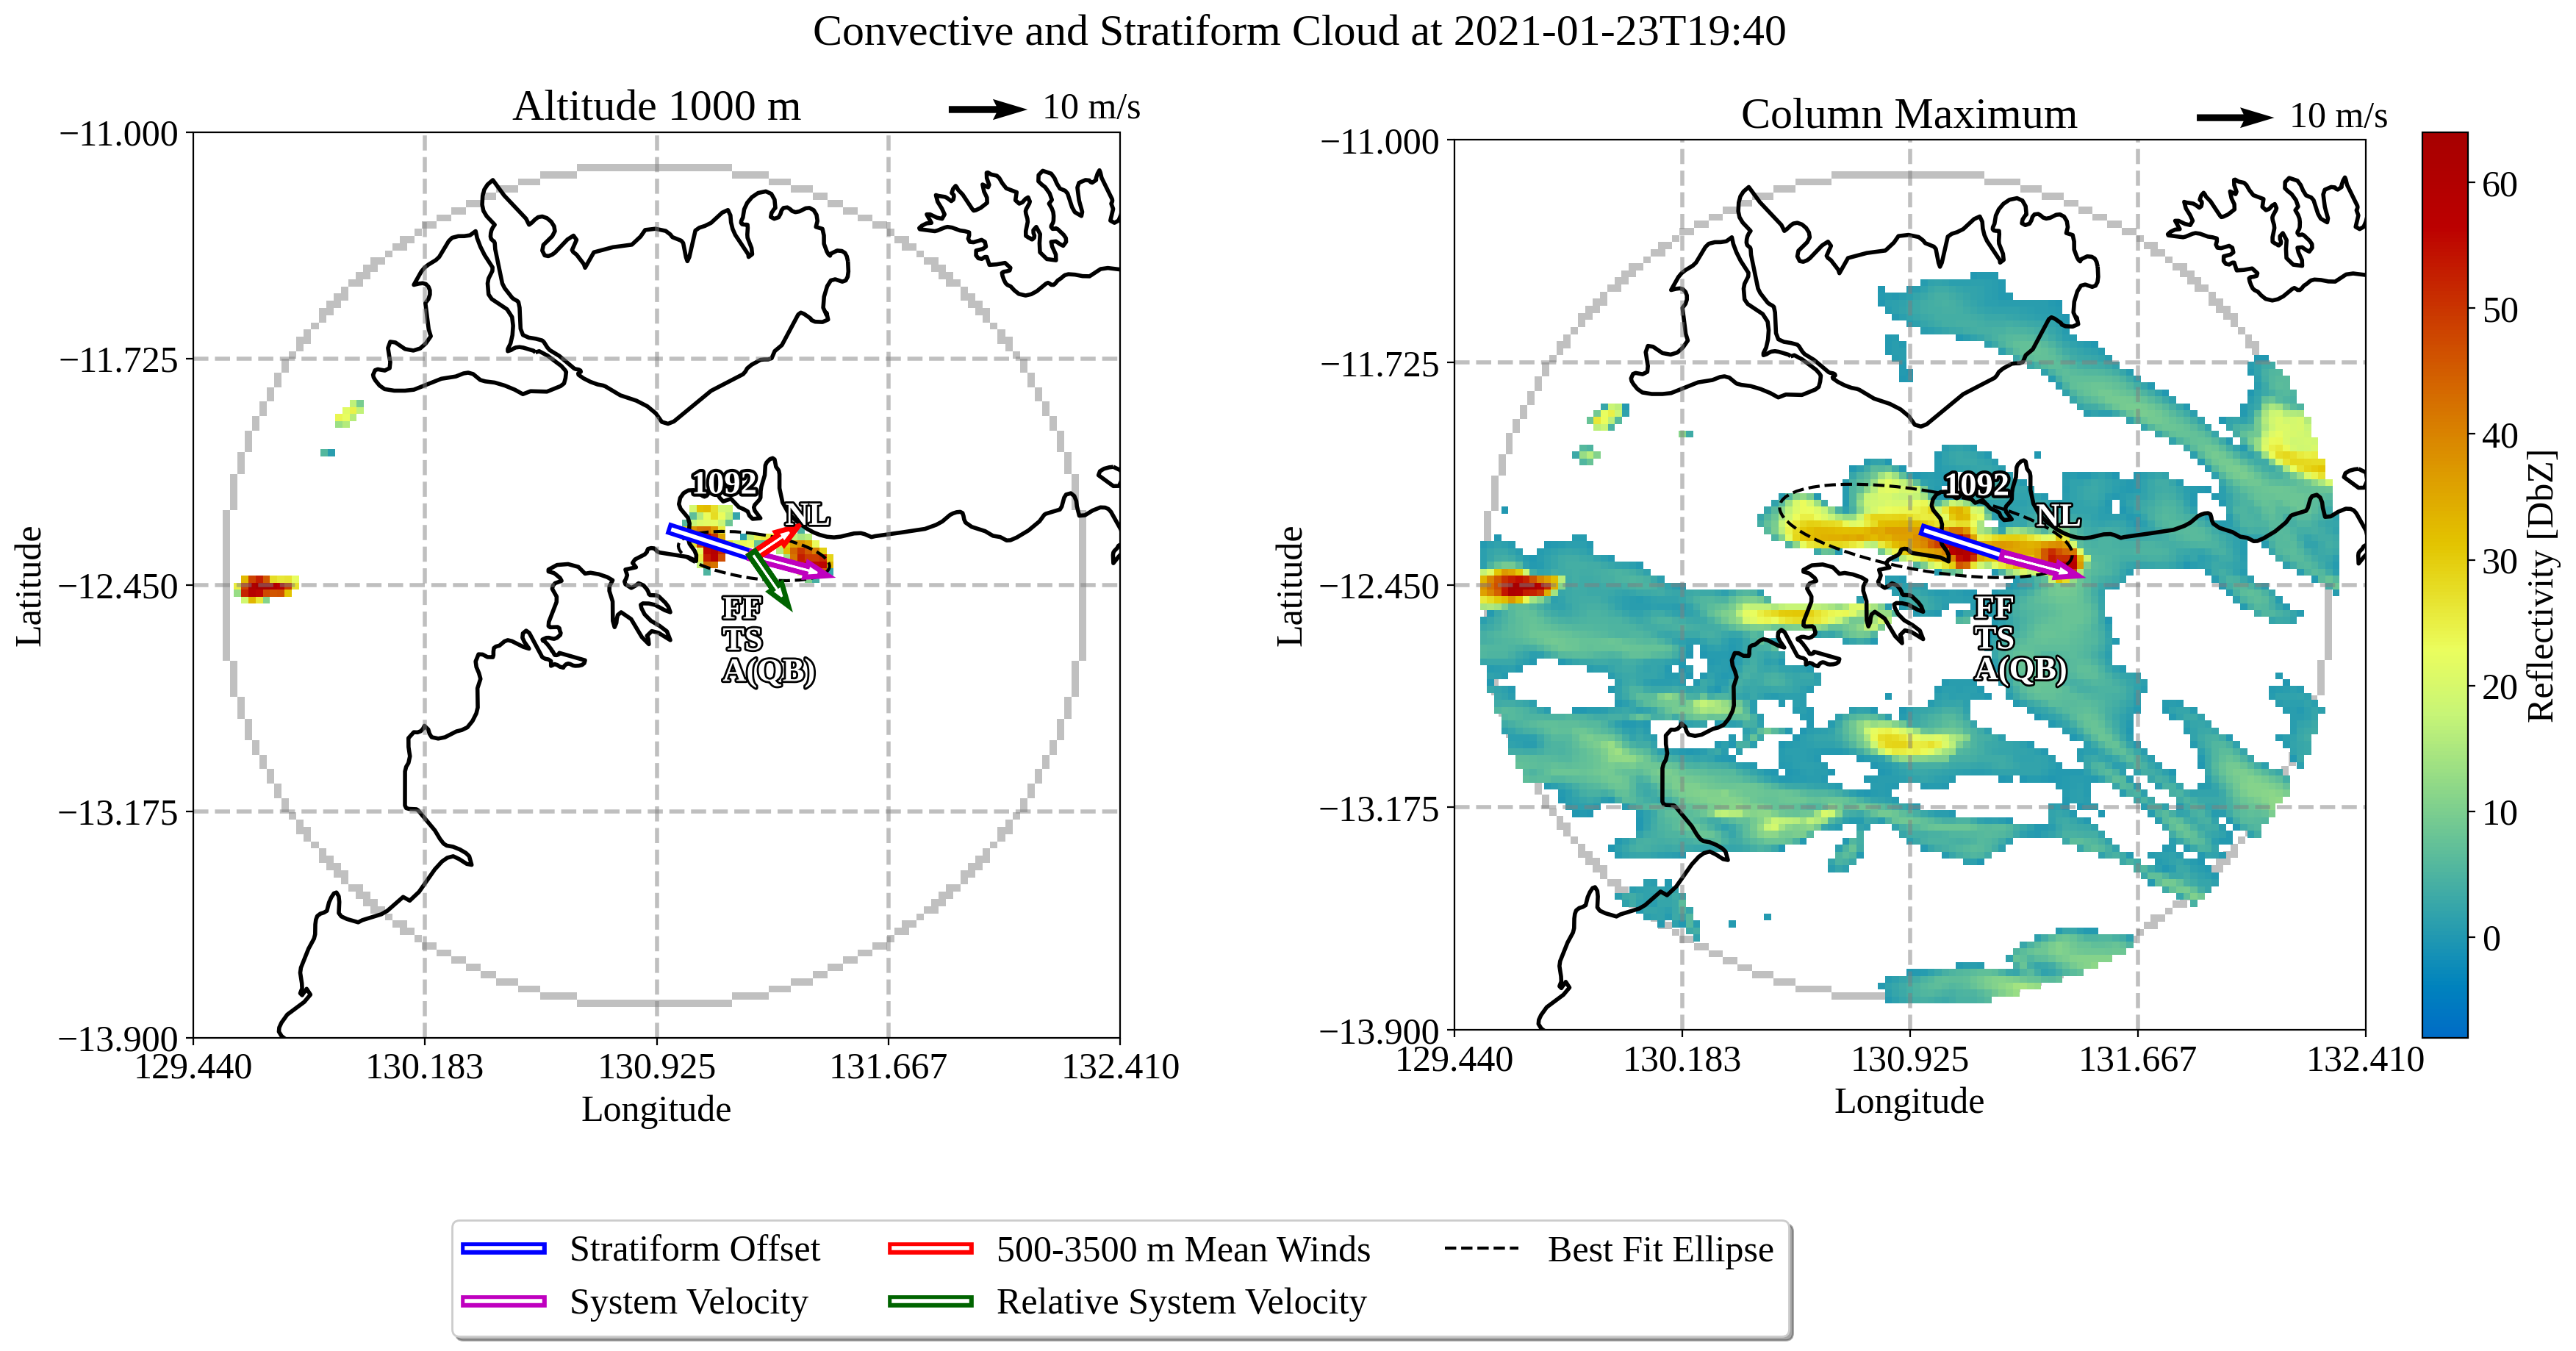 Convective and Stratiform Cloud at 2021-01-23T19:40
Altitude 1000 m
10 m/s
−11.000
−11.725
−12.450
−13.175
−13.900
129.440
130.183
130.925
131.667
132.410
Latitude
Longitude
1092
NL
FF
TS
A(QB)
Column Maximum
10 m/s
−11.000
−11.725
−12.450
−13.175
−13.900
129.440
130.183
130.925
131.667
132.410
Latitude
Longitude
1092
NL
FF
TS
A(QB)
60
50
40
30
20
10
0
Reflectivity [DbZ]
Stratiform Offset
System Velocity
500-3500 m Mean Winds
Relative System Velocity
Best Fit Ellipse